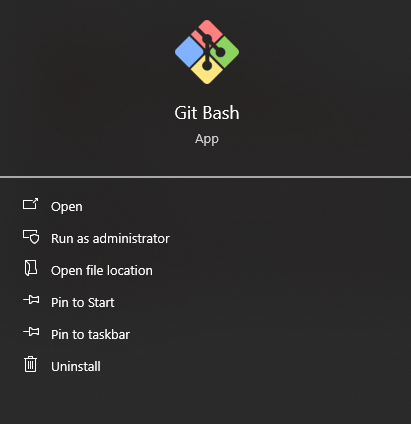 Git Bash
App
Open
Run as administrator
Open file location
Pin to Start
Pin to taskbar
Uninstall